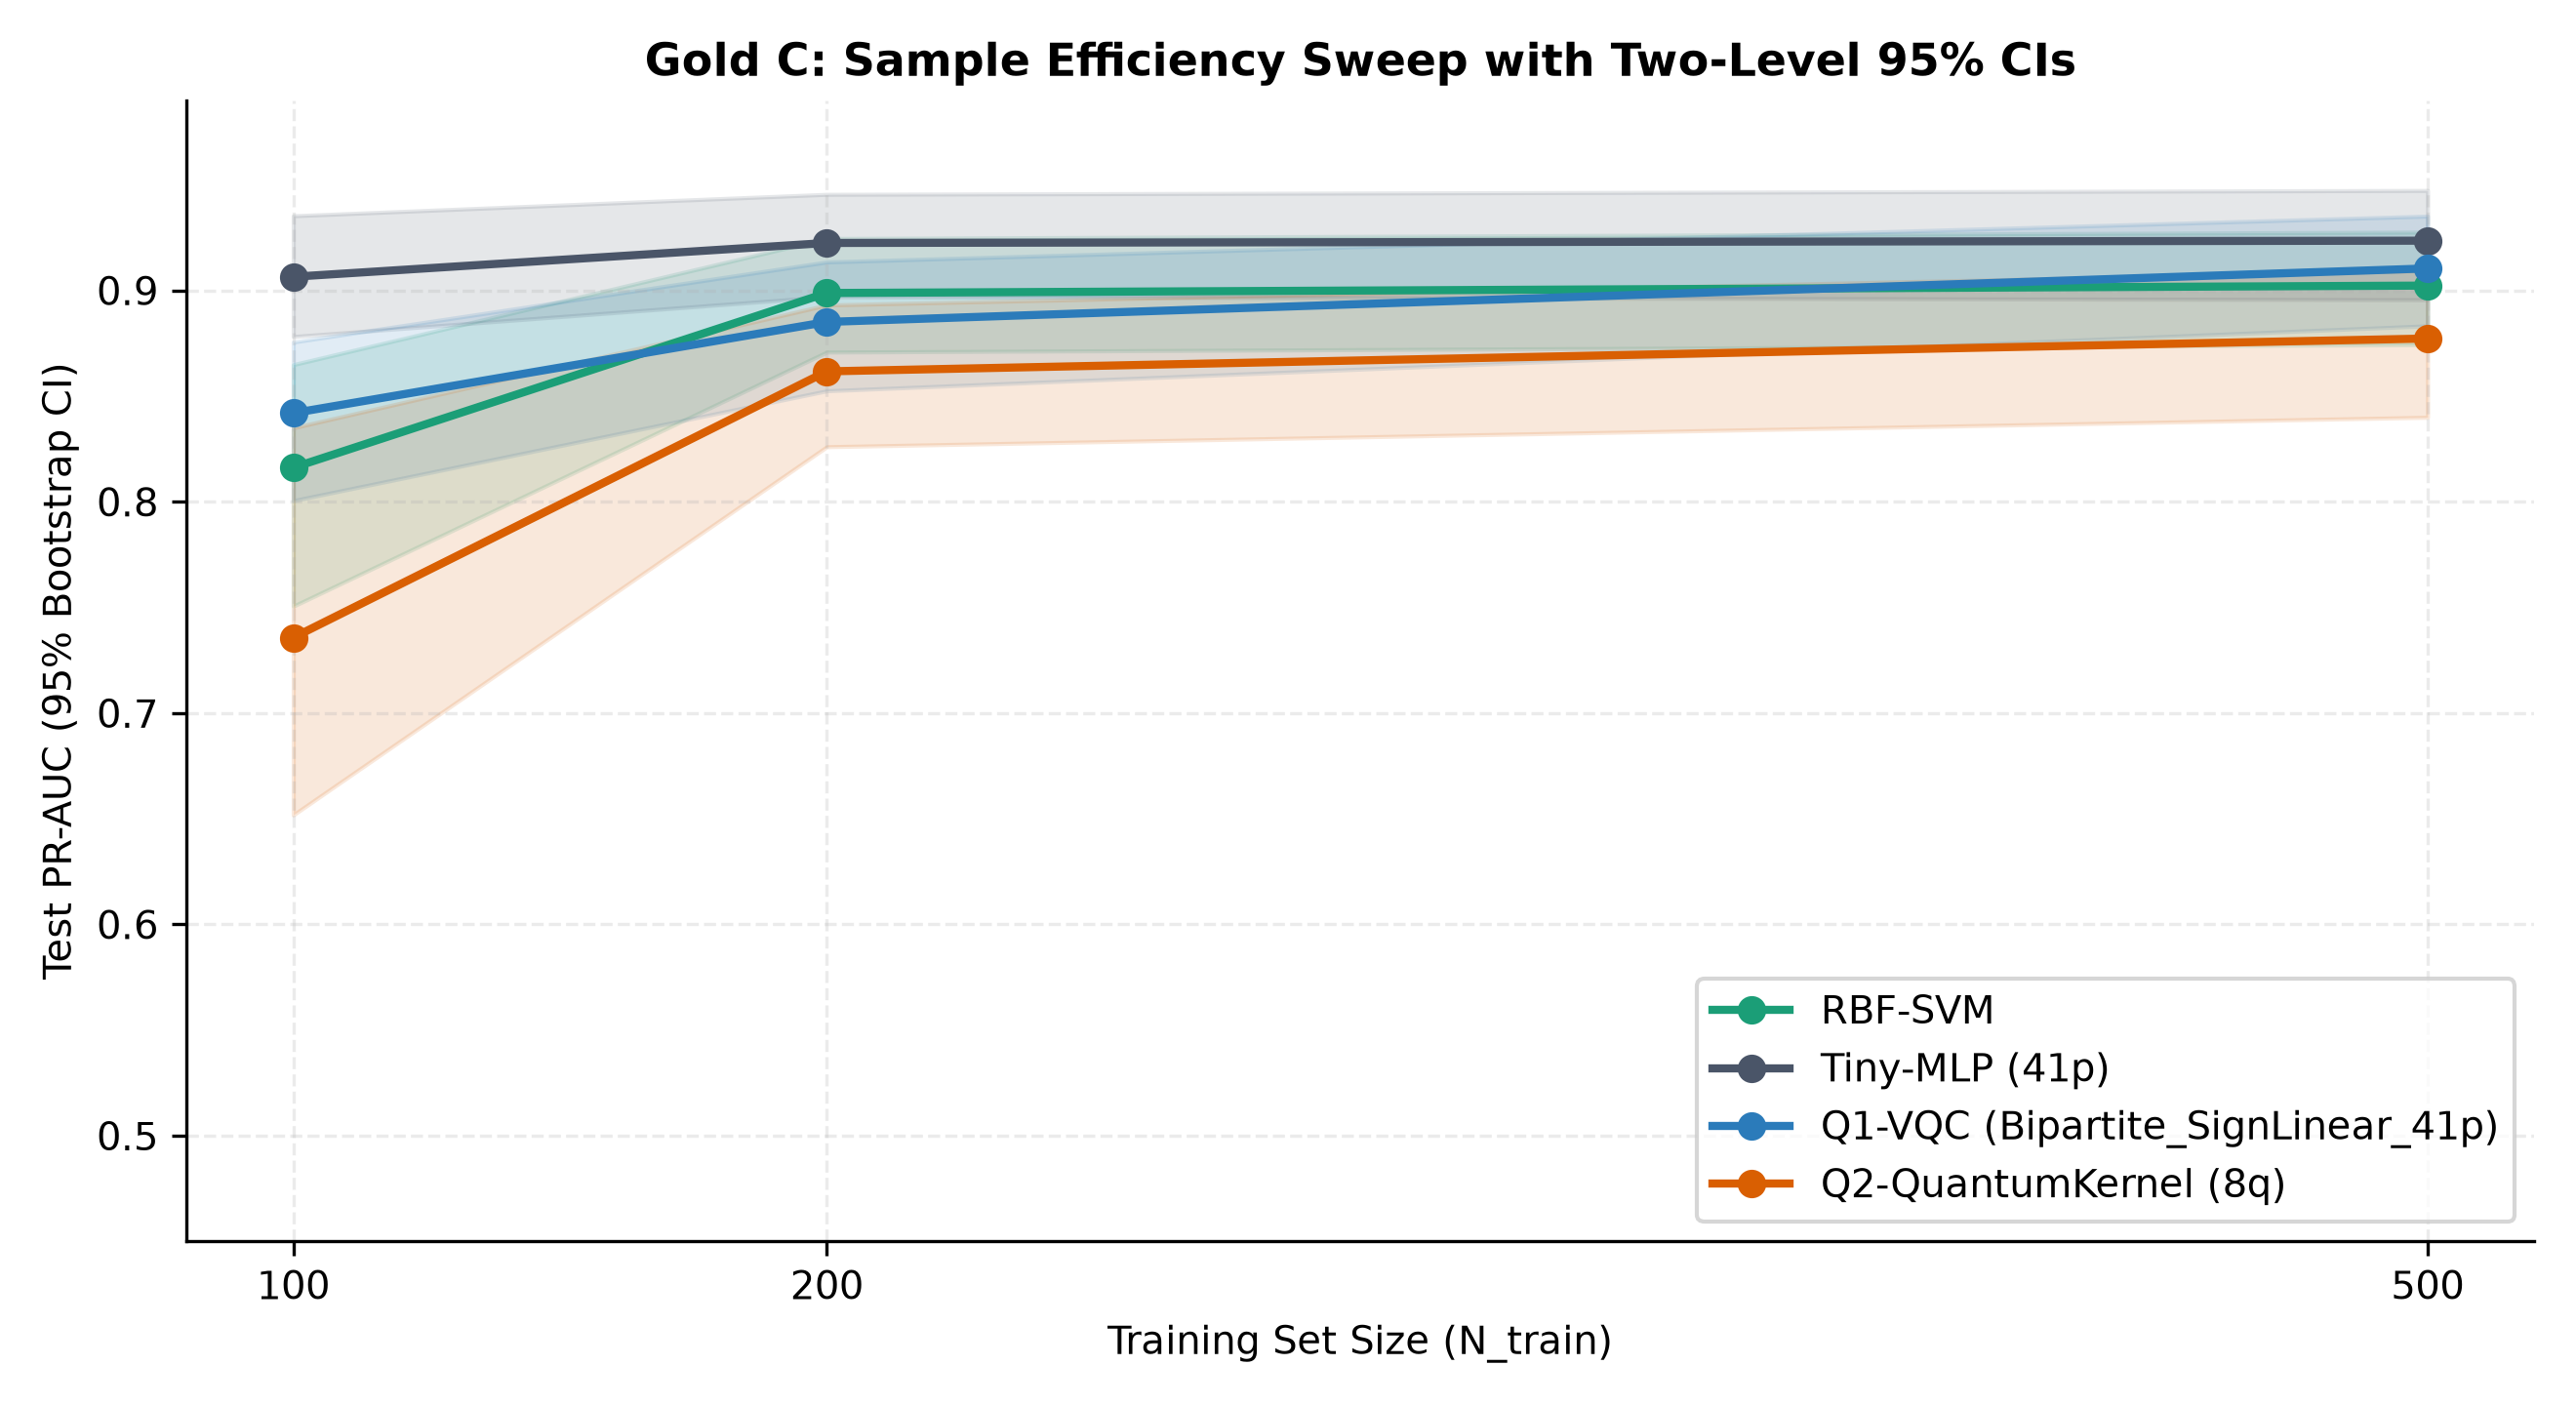 Gold C: Sample Efficiency Sweep with Two-Level 95% CIs
Test PR-AUC (95% Bootstrap CI)
0.9
0.8
0.7
0.6
0.5
RBF-SVM
Tiny-MLP (41p)
Q1-VQC (Bipartite_SignLinear_41p)
Q2-QuantumKernel (8q)
100
200
500
Training Set Size (N_train)